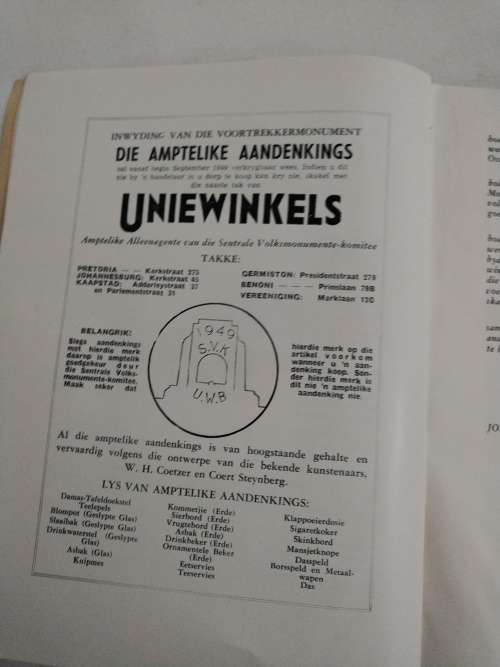 INWYDING VAN DIE VOORTREKKERMONUMENT
DIE AMPTELIKE AANDENKINGS
sal vanaf begin September 1949 verkrygbaar wees. Indien u dit
nie by 'n handelaar in u dorp te koop kan kry nie, skakel met
die naaste tak van
UNIEWINKELS
Amptelike Alleenagente van die Sentrale Volksmonumente-komitee
TAKKE:
PRETORIA — — Kerkstraat 273
JOHANNESBURG: Kerkstraat 45
KAAPSTAD: Adderleystraat 37
en Parlementstraat 31
GERMISTON: Presidentstraat 279
BENONI — — Prinslaan 79B
VEREENIGING: Marklaan 12C
BELANGRIK:
Slegs aandenkings
met hierdie merk
daarop is amptelik
goedgekeur deur
die Sentrale Volks-
monumente-komitee.
Maak seker dat
1949
S.V.K
U.W.B
hierdie merk op die
artikel voorkom
wanneer u 'n aan-
denking koop. Son-
der hierdie merk is
dit nie 'n amptelike
aandenking nie.
Al die amptelike aandenkings is van hoogstaande gehalte en
vervaardig volgens die ontwerpe van die bekende kunstenaars,
W. H. Coetzer en Coert Steynberg.
LYS VAN AMPTELIKE AANDENKINGS:
Damas-Tafeldoekstel
Teelepels
Blompot (Geslypte Glas)
Slaaibak (Geslypte Glas)
Drinkwaterstel (Geslypte
Glas)
Asbak (Glas)
Knipmes
Kommetjie (Erde)
Sierbord (Erde)
Vrugtebord (Erde)
Asbak (Erde)
Drinkbeker (Erde)
Ornamentele Beker
(Erde)
Eetservies
Teeservies
Klappoeierdosie
Sigaretkoker
Skinkbord
Mansjetknope
Dasspeld
Borsspeld en Metaal-
wapen
Das